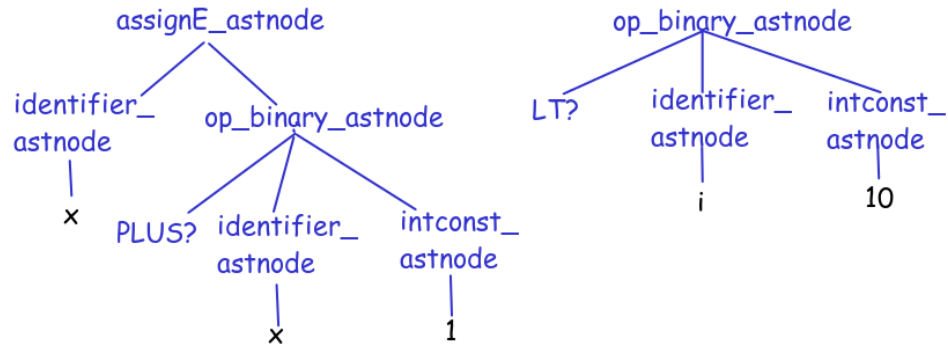 assignE_astnode
identifier_
astnode
x
op_binary_astnode
PLUS?
identifier_
astnode
x
intconst_
astnode
1
op_binary_astnode
LT?
identifier_
astnode
i
intconst_
astnode
10